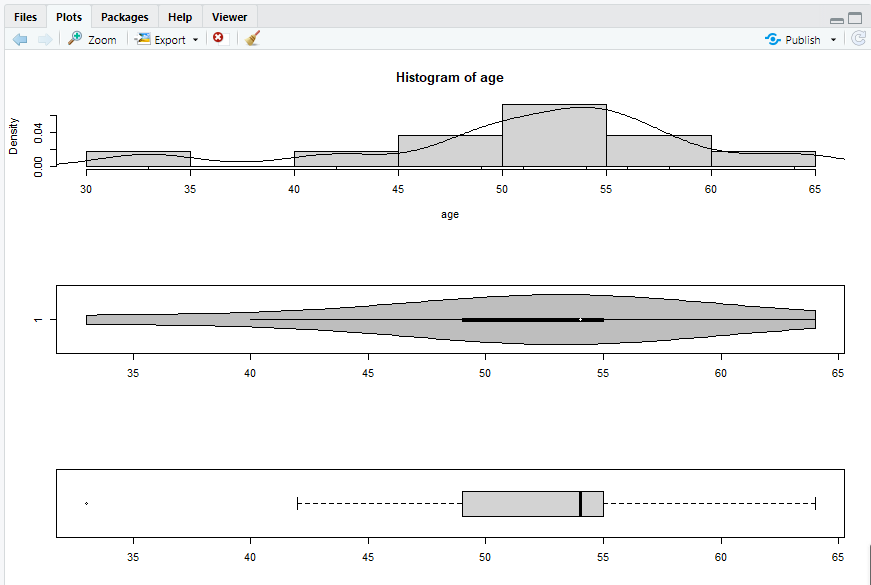 Files Plots Packages Help Viewer
Zoom Export Publish
Histogram of age
Density
0.04
0.00
30 35 40 45 50 55 60 65
age
1
35 40 45 50 55 60 65
35 40 45 50 55 60 65